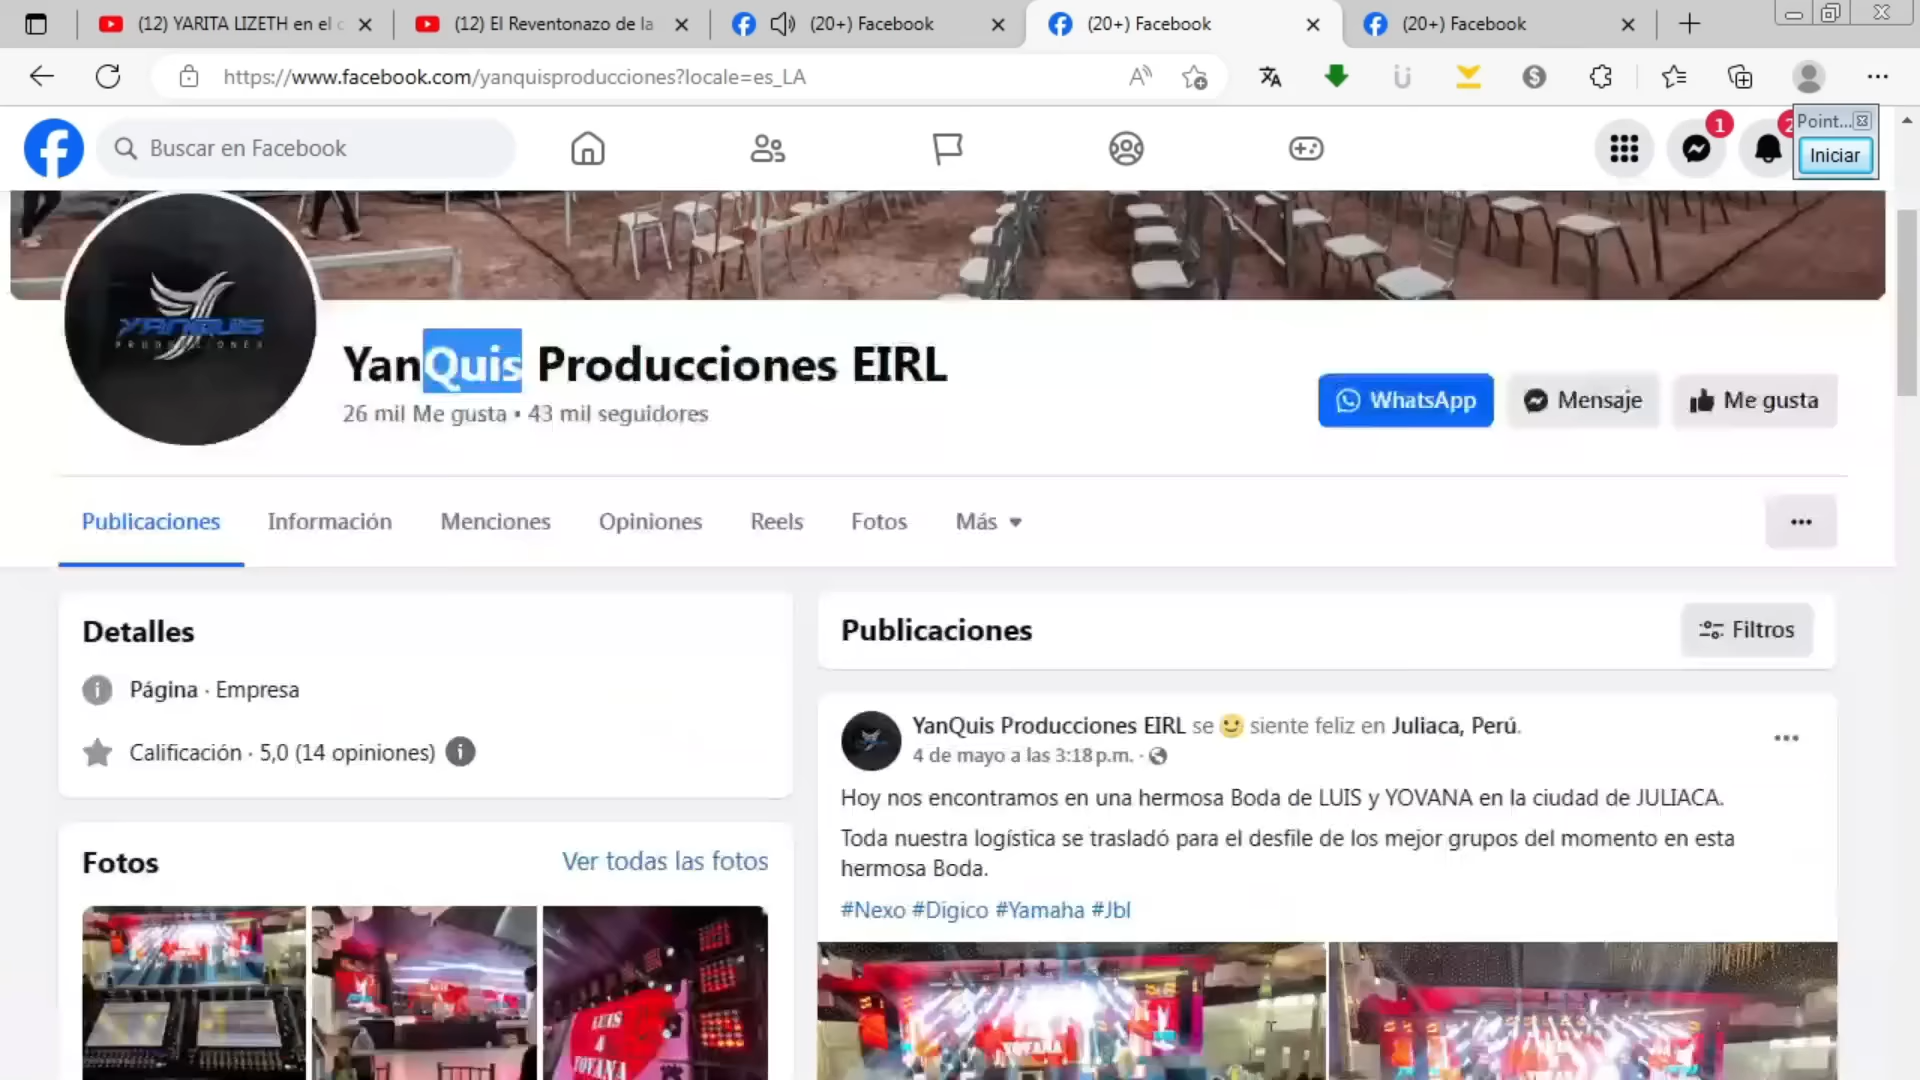 (12) YARITA LIZETH en el c
(12) El Reventonazo de la
(20+) Facebook
(20+) Facebook
(20+) Facebook
https://www.facebook.com/yanquisproducciones?locale=es_LA
Buscar en Facebook
1
2
Point...
Iniciar
YANQUIS
PRODUCCIONES
YanQuis Producciones EIRL
26 mil Me gusta • 43 mil seguidores
WhatsApp
Mensaje
Me gusta
Publicaciones
Información
Menciones
Opiniones
Reels
Fotos
Más
Detalles
Página · Empresa
Calificación · 5,0 (14 opiniones)
Fotos
Ver todas las fotos
LUIS
&
YOVANA
Publicaciones
Filtros
YanQuis Producciones EIRL se 😉 siente feliz en Juliaca, Perú.
4 de mayo a las 3:18 p.m. ·
Hoy nos encontramos en una hermosa Boda de LUIS y YOVANA en la ciudad de JULIACA.
Toda nuestra logística se trasladó para el desfile de los mejor grupos del momento en esta
hermosa Boda.
#Nexo #Digico #Yamaha #Jbl
YOVANA